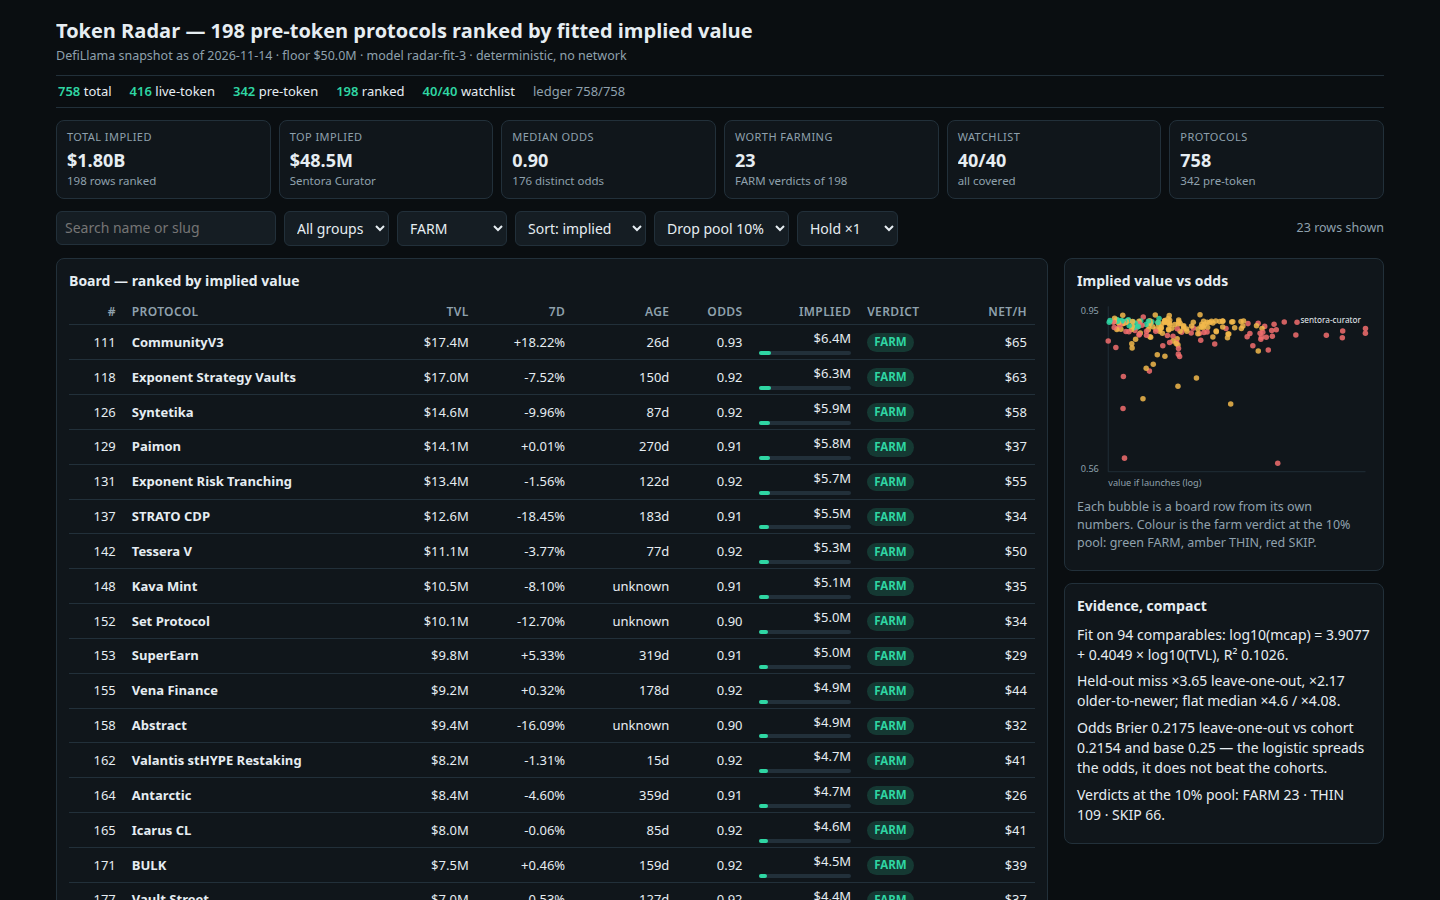 Token Radar — 198 pre-token protocols ranked by fitted implied value
DefiLlama snapshot as of 2026-11-14 · floor $50.0M · model radar-fit-3 · deterministic, no network
758 total 416 live-token 342 pre-token 198 ranked 40/40 watchlist ledger 758/758
TOTAL IMPLIED
$1.80B
198 rows ranked
TOP IMPLIED
$48.5M
Sentora Curator
MEDIAN ODDS
0.90
176 distinct odds
WORTH FARMING
23
FARM verdicts of 198
WATCHLIST
40/40
all covered
PROTOCOLS
758
342 pre-token
Search name or slug All groups FARM Sort: implied Drop pool 10% Hold ×1 23 rows shown
Board — ranked by implied value
# PROTOCOL TVL 7D AGE ODDS IMPLIED VERDICT NET/H
111 CommunityV3 $17.4M +18.22% 26d 0.93 $6.4M FARM $65
118 Exponent Strategy Vaults $17.0M -7.52% 150d 0.92 $6.3M FARM $63
126 Syntetika $14.6M -9.96% 87d 0.92 $5.9M FARM $58
129 Paimon $14.1M +0.01% 270d 0.91 $5.8M FARM $37
131 Exponent Risk Tranching $13.4M -1.56% 122d 0.92 $5.7M FARM $55
137 STRATO CDP $12.6M -18.45% 183d 0.91 $5.5M FARM $34
142 Tessera V $11.1M -3.77% 77d 0.92 $5.3M FARM $50
148 Kava Mint $10.5M -8.10% unknown 0.91 $5.1M FARM $35
152 Set Protocol $10.1M -12.70% unknown 0.90 $5.0M FARM $34
153 SuperEarn $9.8M +5.33% 319d 0.91 $5.0M FARM $29
155 Vena Finance $9.2M +0.32% 178d 0.92 $4.9M FARM $44
158 Abstract $9.4M -16.09% unknown 0.90 $4.9M FARM $32
162 Valantis stHYPE Restaking $8.2M -1.31% 15d 0.92 $4.7M FARM $41
164 Antarctic $8.4M -4.60% 359d 0.91 $4.7M FARM $26
165 Icarus CL $8.0M -0.06% 85d 0.92 $4.6M FARM $41
171 BULK $7.5M +0.46% 159d 0.92 $4.5M FARM $39
177 Vault Street $7.0M 127d 0.92 $4.4M FARM $37
Implied value vs odds
0.95
sentora-curator
0.56
value if launches (log)
Each bubble is a board row from its own
numbers. Colour is the farm verdict at the 10%
pool: green FARM, amber THIN, red SKIP.
Evidence, compact
Fit on 94 comparables: log10(mcap) = 3.9077
+ 0.4049 × log10(TVL), R² 0.1026.
Held-out miss ×3.65 leave-one-out, ×2.17
older-to-newer; flat median ×4.6 / ×4.08.
Odds Brier 0.2175 leave-one-out vs cohort
0.2154 and base 0.25 — the logistic spreads
the odds, it does not beat the cohorts.
Verdicts at the 10% pool: FARM 23 · THIN
109 · SKIP 66.